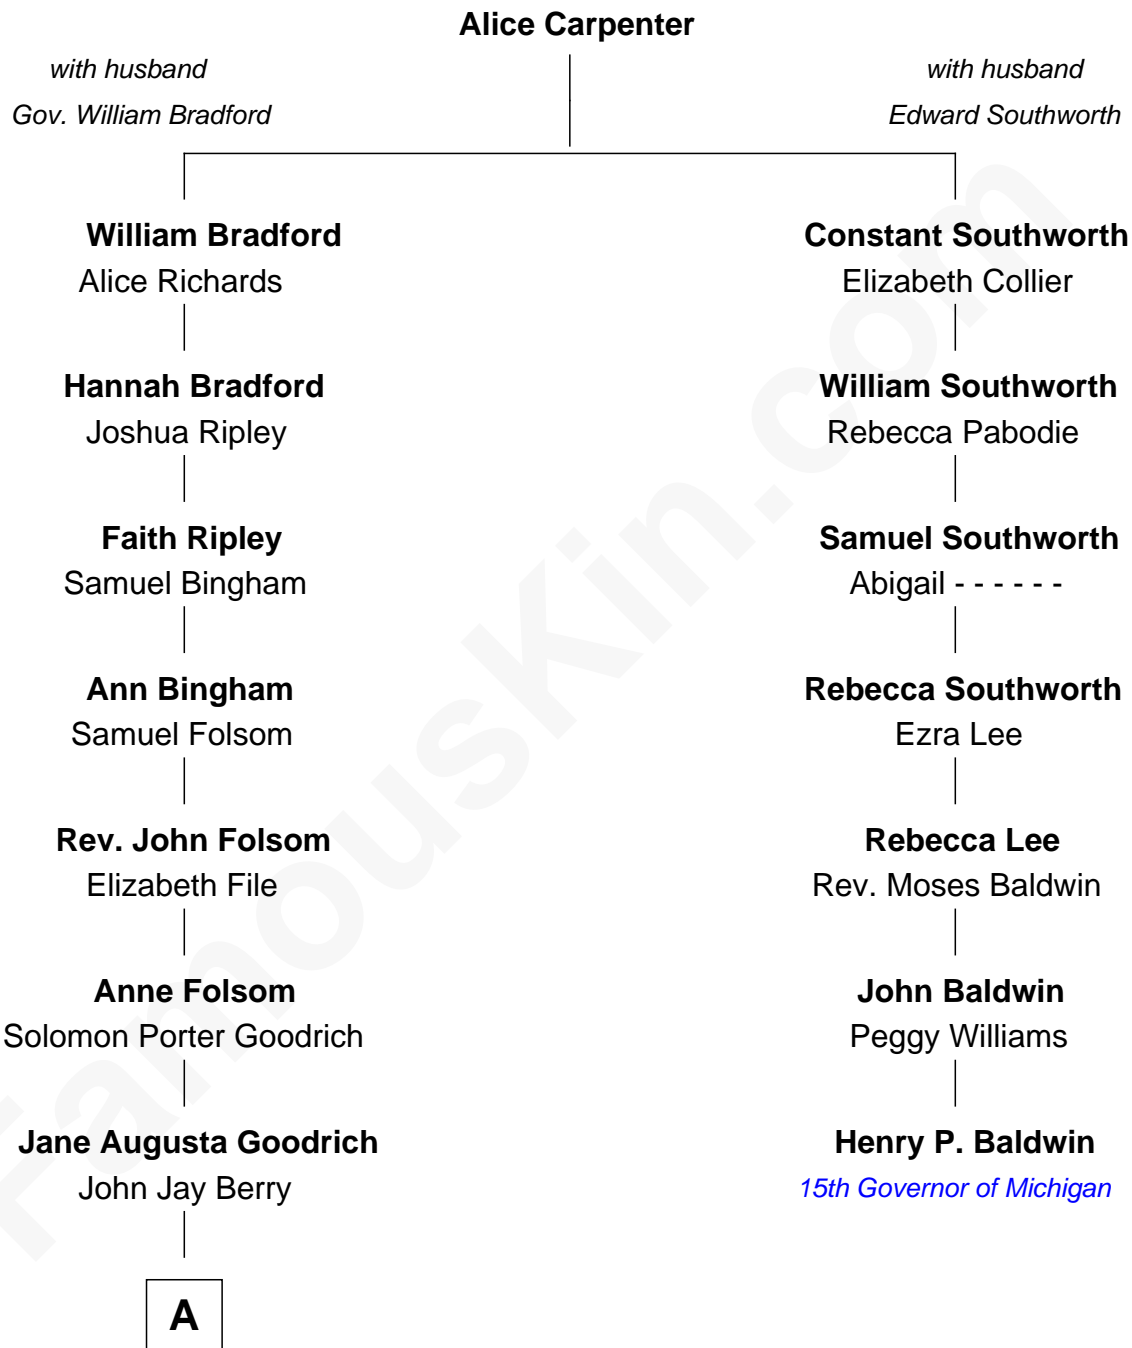 Alice Carpenter
with husband
Gov. William Bradford
with husband
Edward Southworth
William Bradford
Alice Richards
Constant Southworth
Elizabeth Collier
Hannah Bradford
Joshua Ripley
William Southworth
Rebecca Pabodie
Faith Ripley
Samuel Bingham
Samuel Southworth
Abigail - - - - - -
Ann Bingham
Samuel Folsom
Rebecca Southworth
Ezra Lee
Rev. John Folsom
Elizabeth File
Rebecca Lee
Rev. Moses Baldwin
Anne Folsom
Solomon Porter Goodrich
John Baldwin
Peggy Williams
Jane Augusta Goodrich
John Jay Berry
Henry P. Baldwin
15th Governor of Michigan
A
FamousKin.com